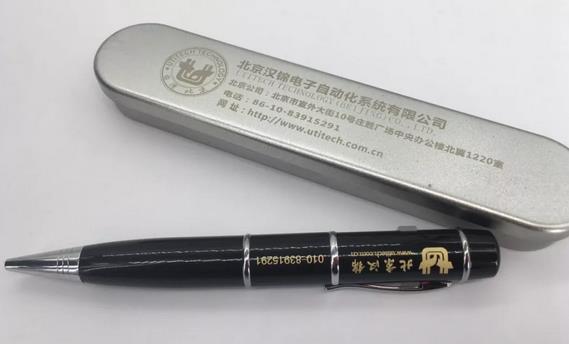 UTITECH TECHNOLOGY
北京汉锦电子自动化系统有限公司
UTITECH TECHNOLOGY (BEIJING) CO., LTD.
北京公司：北京市宣外大街10号庄胜广场中央办公楼北翼1220室
电话：86-10-83915291
网址：http://www.utitech.com.cn
北京汉锦
www.utitech.com.cn
010-83915291